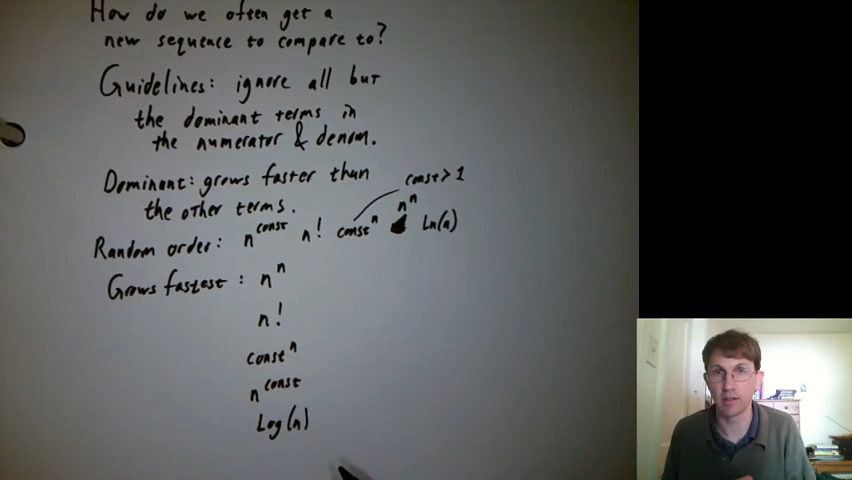 How do we often get a
new sequence to compare to?
Guidelines: ignore all but
the dominant terms in
the numerator & denom.
Dominant: grows faster than
the other terms.
const > 1
Random order: n^const n! const^n n^n Ln(n)
Grows fastest: n^n
n!
const^n
n^const
Log(n)